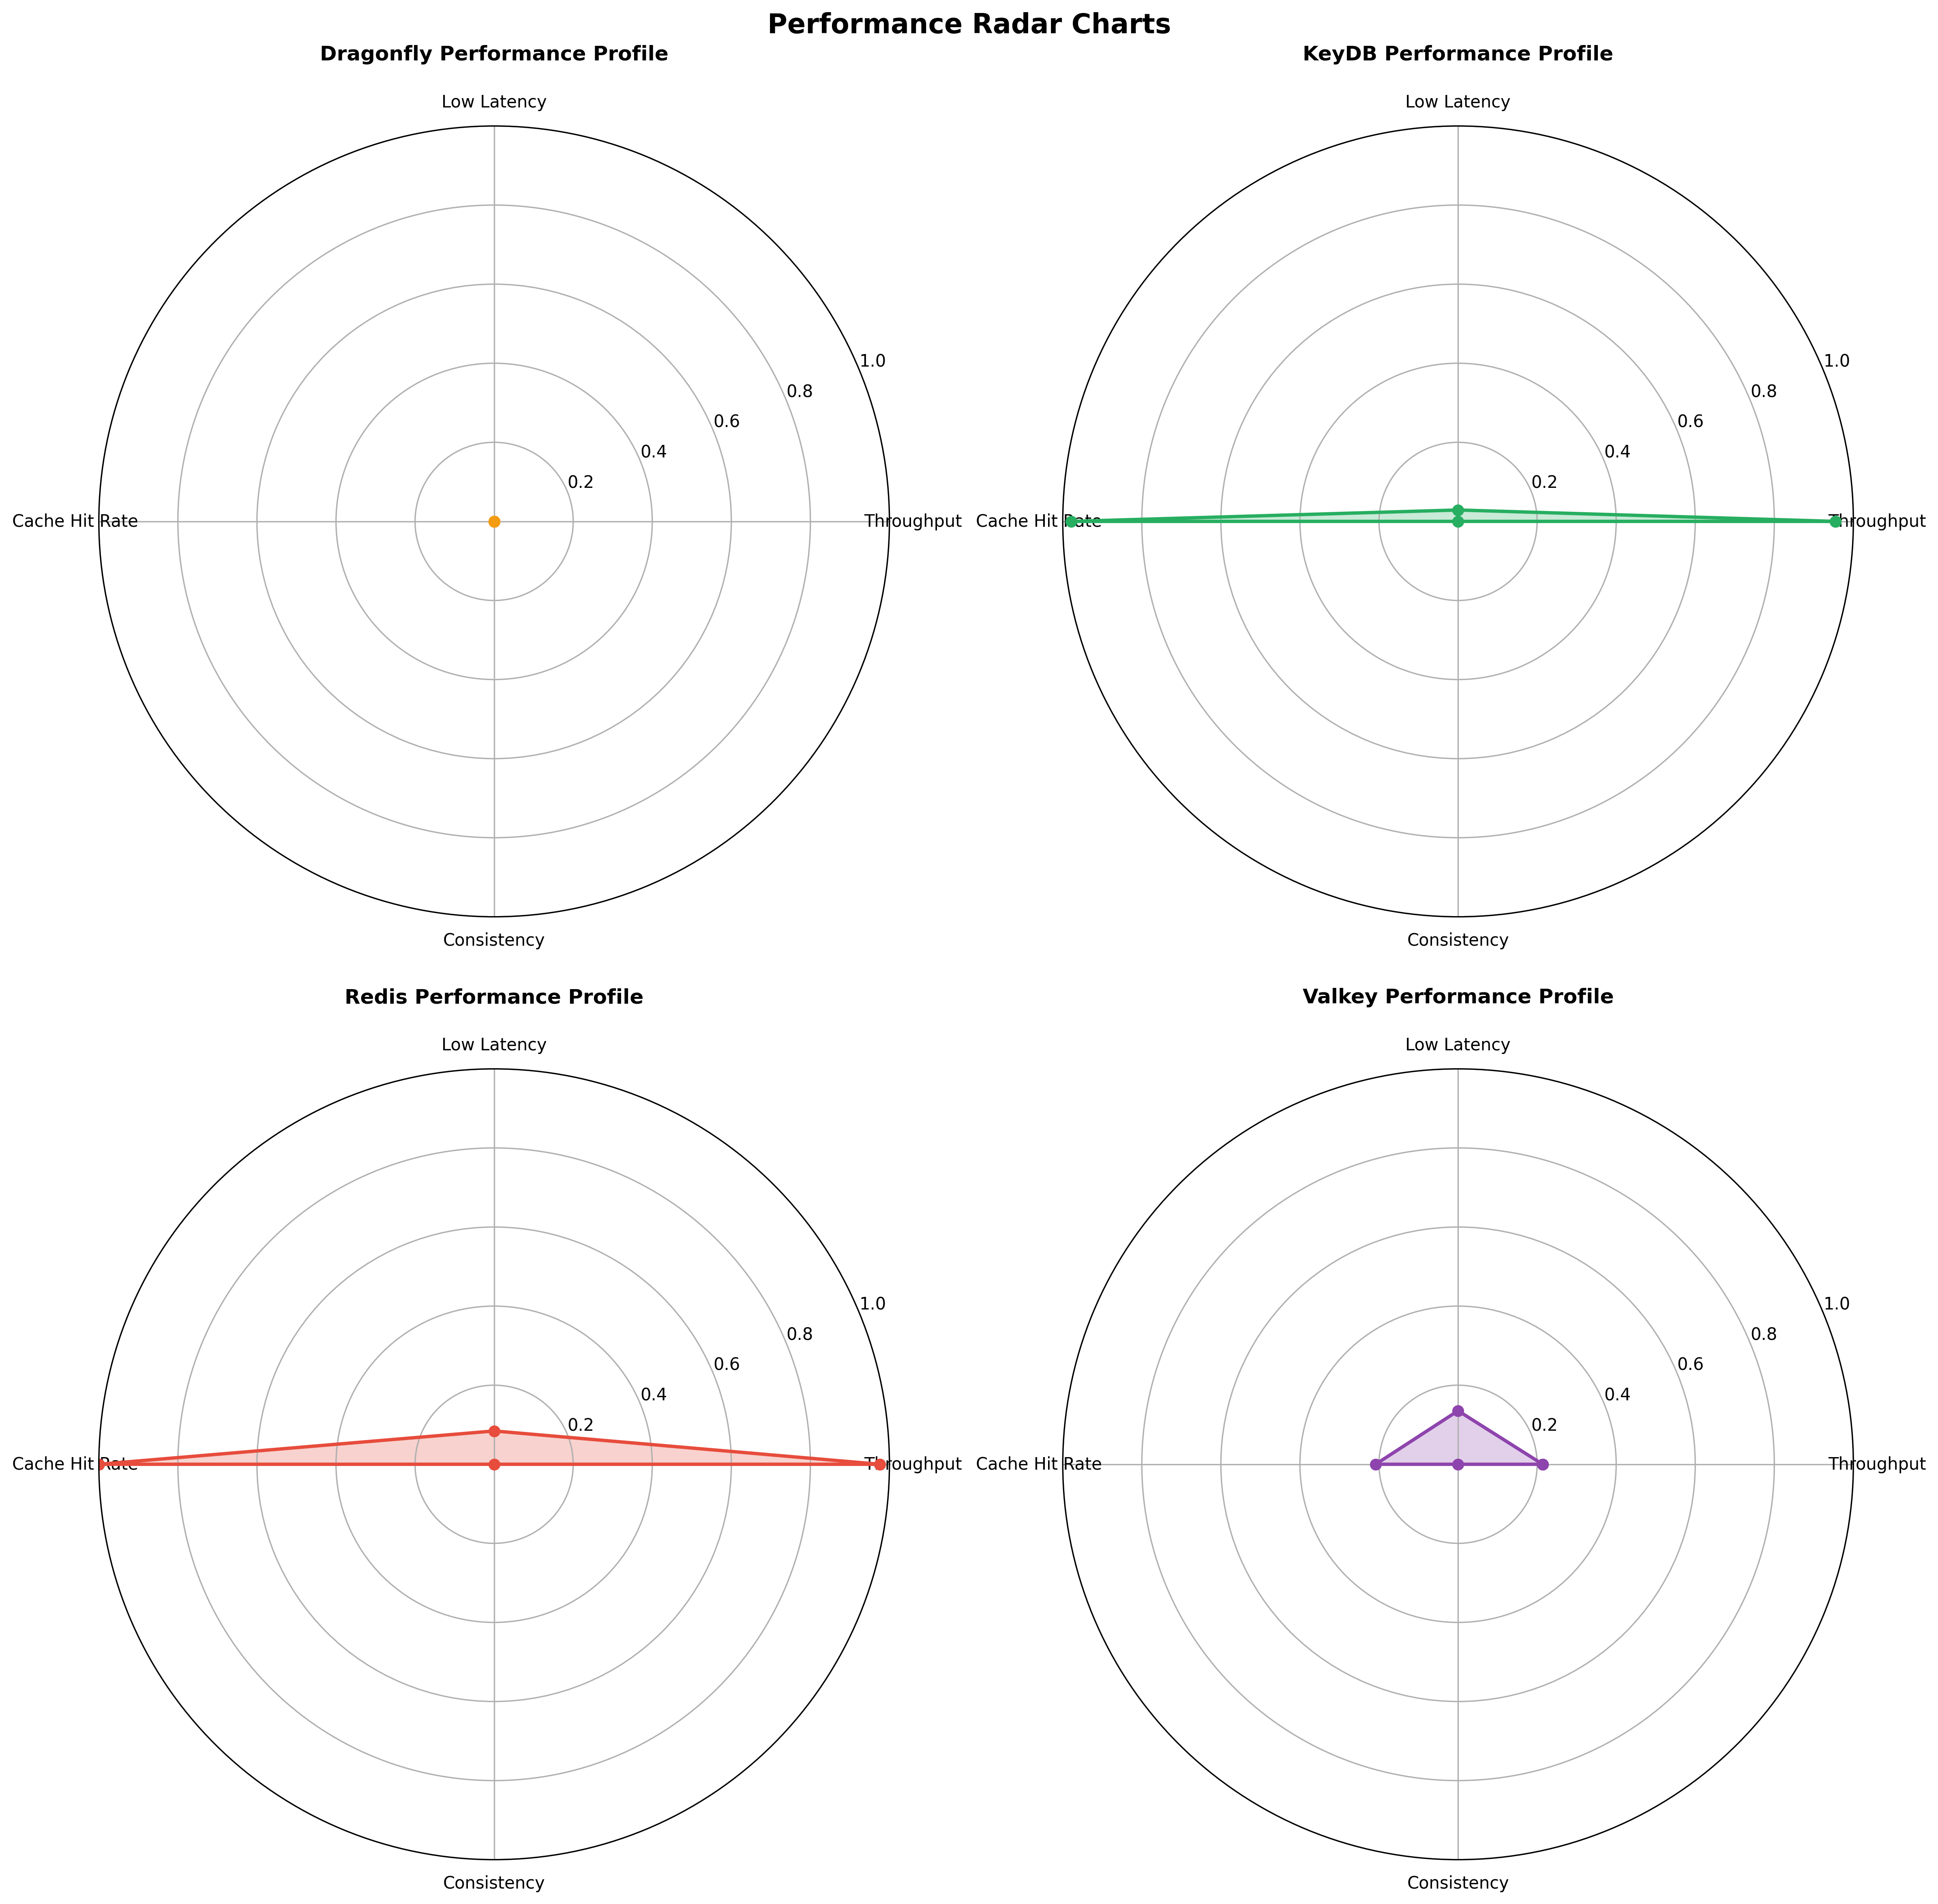 Performance Radar Charts
Dragonfly Performance Profile
Low Latency
1.0
0.8
0.6
0.4
0.2
Cache Hit Rate
Throughput
Consistency
KeyDB Performance Profile
Low Latency
1.0
0.8
0.6
0.4
0.2
Cache Hit Rate
Throughput
Consistency
Redis Performance Profile
Low Latency
1.0
0.8
0.6
0.4
0.2
Cache Hit Rate
Throughput
Consistency
Valkey Performance Profile
Low Latency
1.0
0.8
0.6
0.4
0.2
Cache Hit Rate
Throughput
Consistency